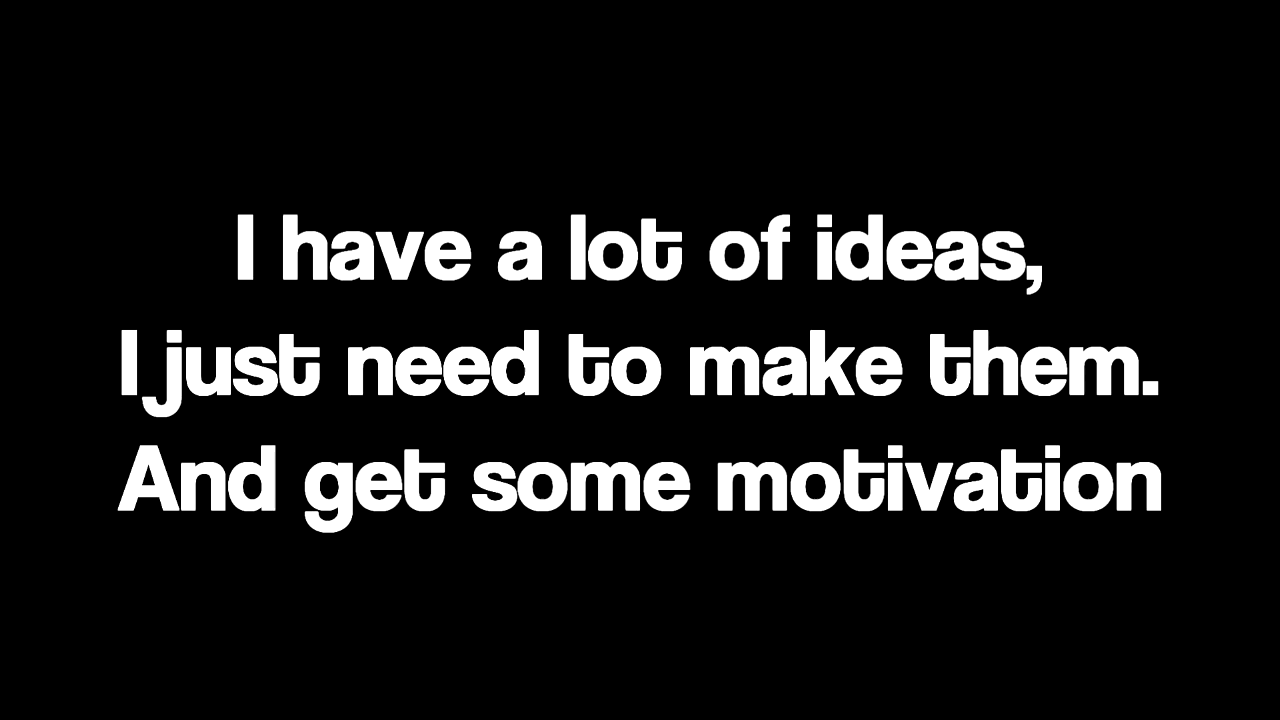 I have a lot of ideas,
I just need to make them.
And get some motivation